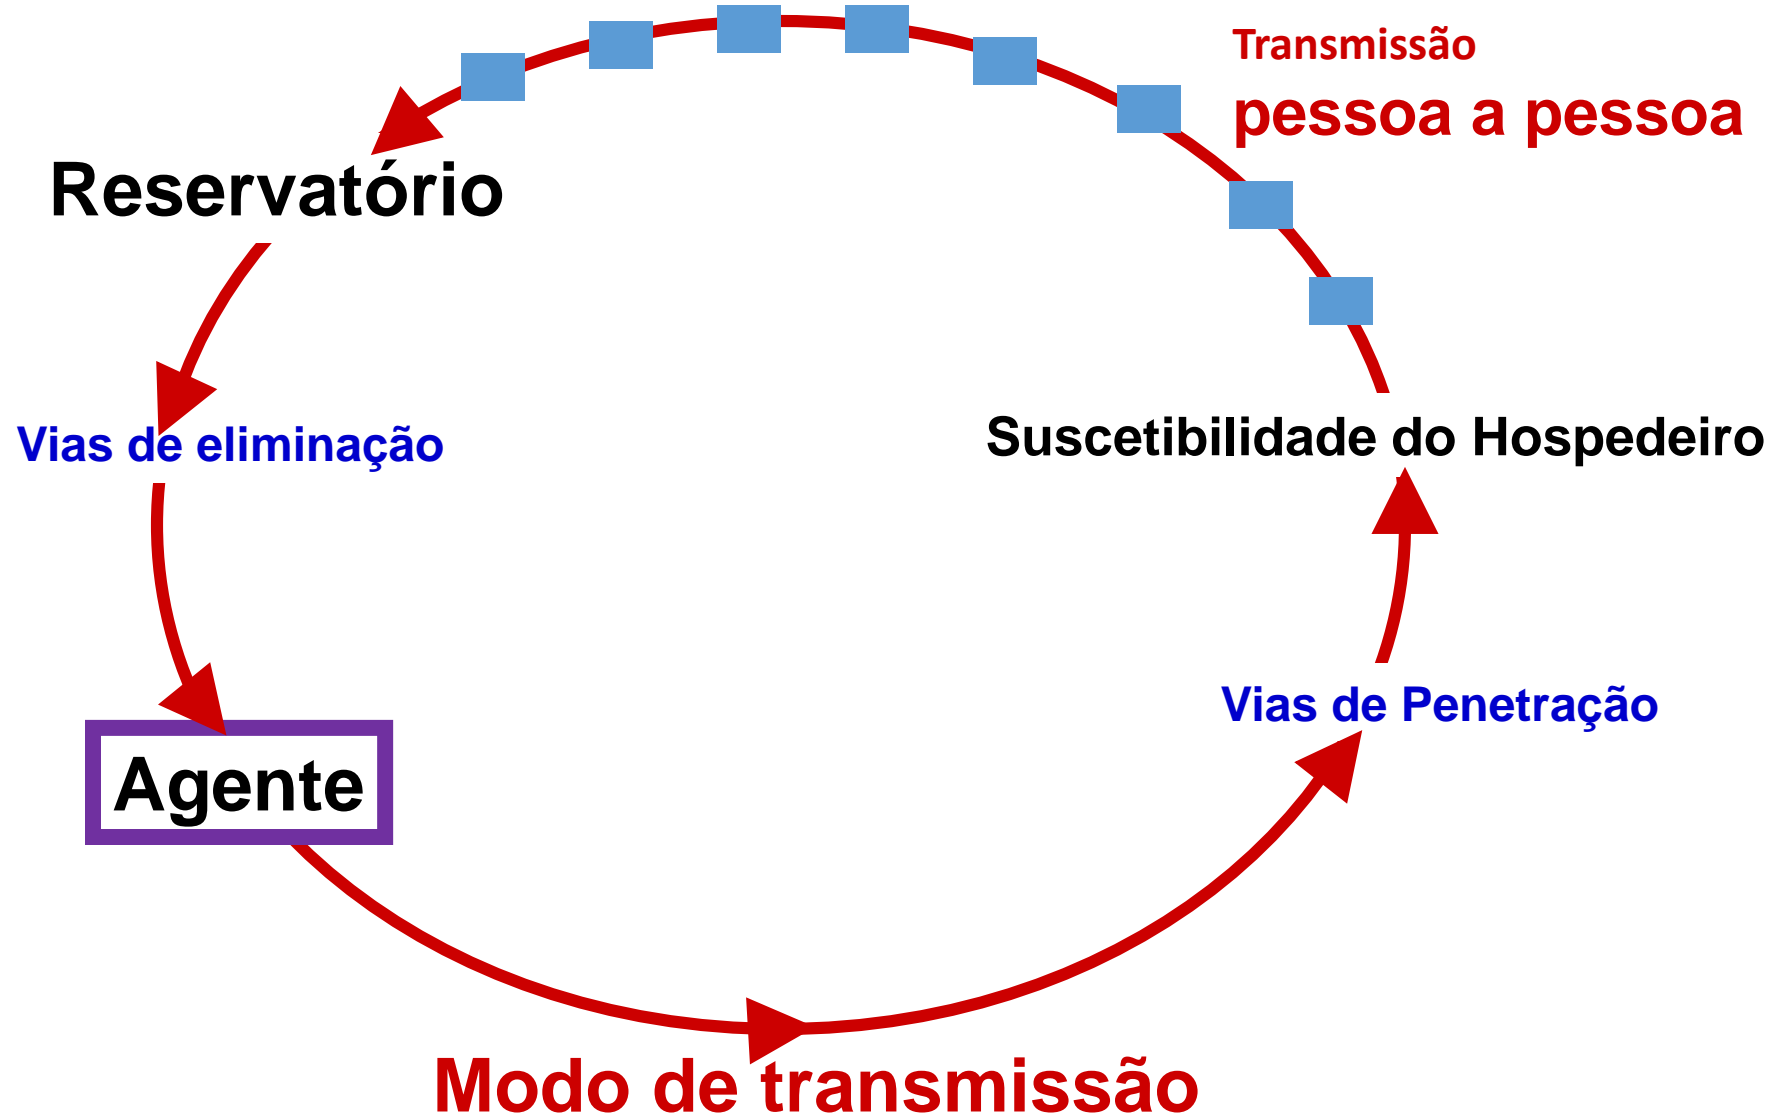 Transmissão
pessoa a pessoa
Reservatório
Vias de eliminação
Suscetibilidade do Hospedeiro
Vias de Penetração
Agente
Modo de transmissão